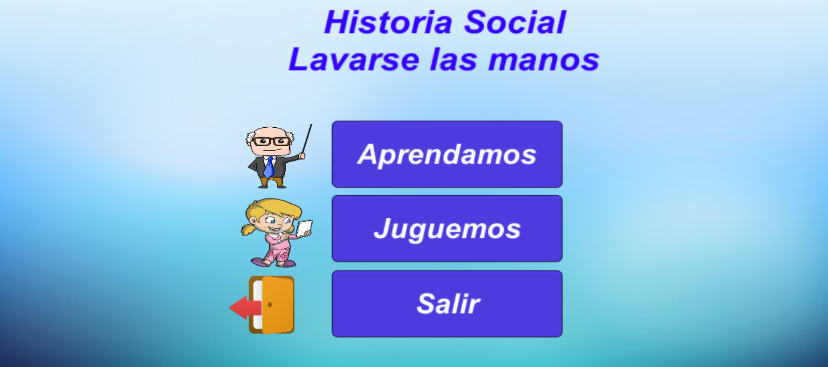 Historia Social
Lavarse las manos
Aprendamos
Juguemos
Salir